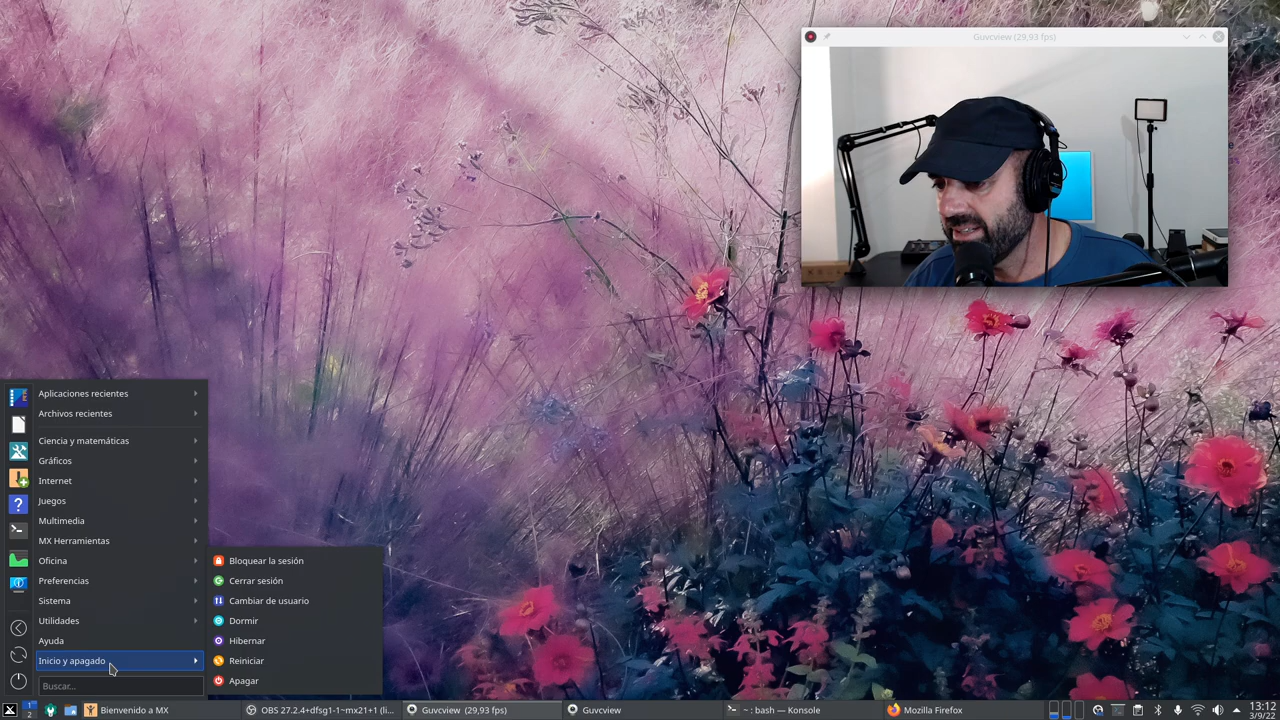 Guvcview (29,93 fps)
Aplicaciones recientes
Archivos recientes
Ciencia y matemáticas
Gráficos
Internet
Juegos
Multimedia
MX Herramientas
Oficina
Preferencias
Sistema
Utilidades
Ayuda
Inicio y apagado
Buscar...
Bloquear la sesión
Cerrar sesión
Cambiar de usuario
Dormir
Hibernar
Reiniciar
Apagar
1
2
Bienvenido a MX
OBS 27.2.4+dfsg1-1~mx21+1 (li...
Guvcview (29,93 fps)
Guvcview
~ : bash — Konsole
Mozilla Firefox
13:12
3/9/22